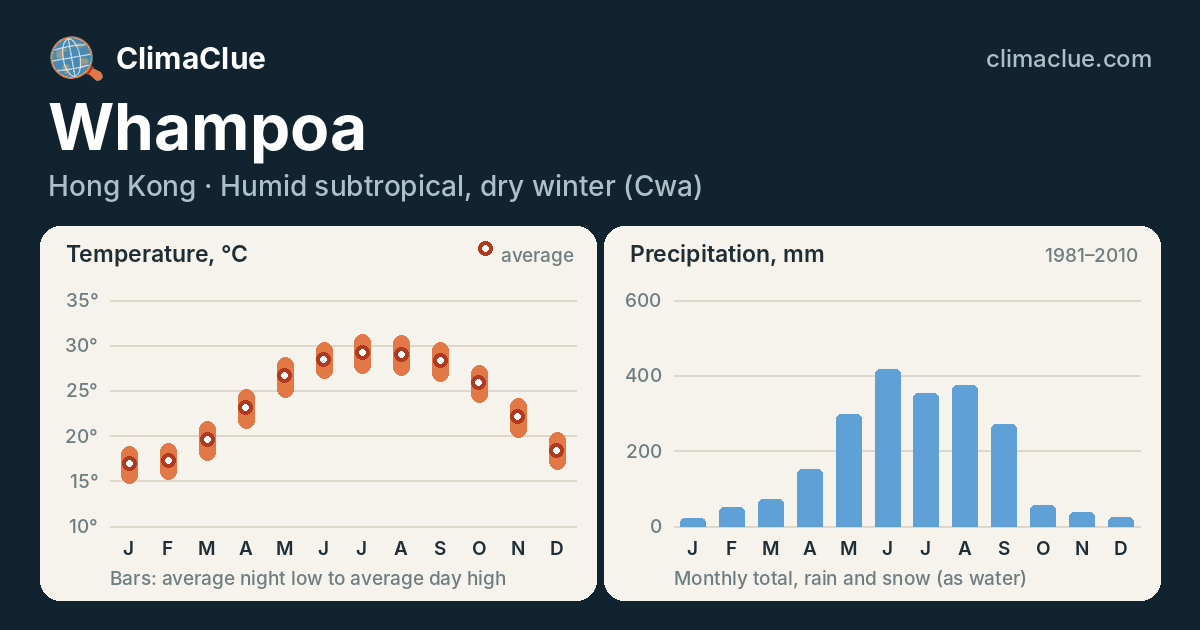 ClimaClue
climaclue.com
Whampoa
Hong Kong · Humid subtropical, dry winter (Cwa)
Temperature, °C
average
35°
30°
25°
20°
15°
10°
J F M A M J J A S O N D
Bars: average night low to average day high
Precipitation, mm
1981–2010
600
400
200
0
J F M A M J J A S O N D
Monthly total, rain and snow (as water)